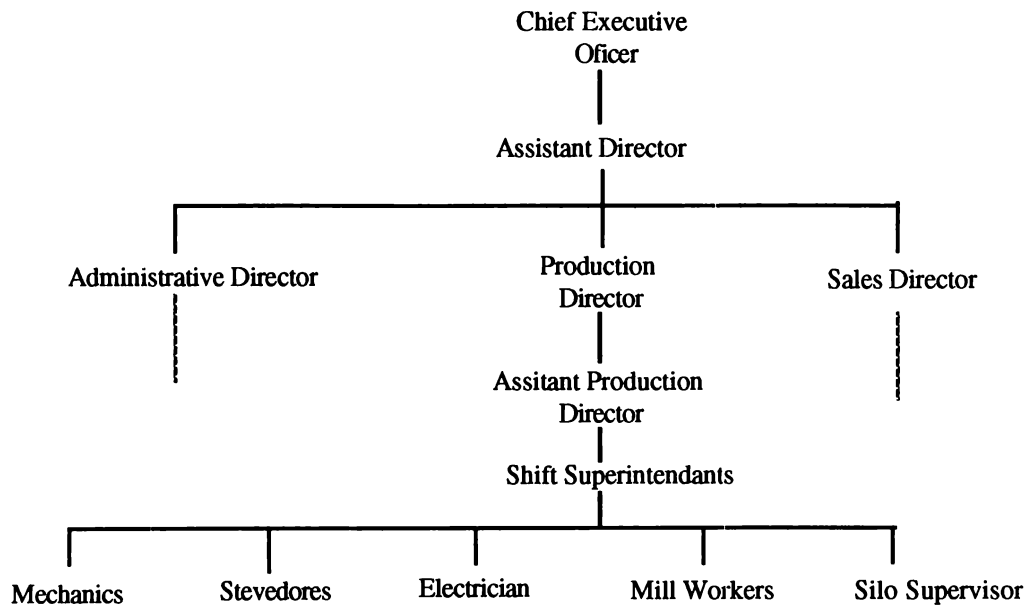 Chief Executive
Oficer
Assistant Director
Administrative Director
Production
Director
Sales Director
Assitant Production
Director
Shift Superintendants
Mechanics
Stevedores
Electrician
Mill Workers
Silo Supervisor